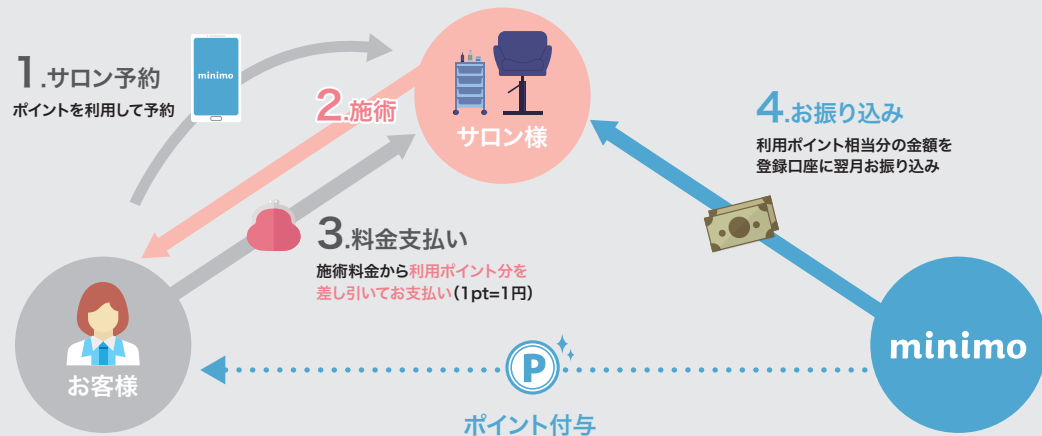 1.サロン予約
ポイントを利用して予約
minimo
2.施術
サロン様
3.料金支払い
施術料金から利用ポイント分を
差し引いてお支払い(1pt=1円)
4.お振り込み
利用ポイント相当分の金額を
登録口座に翌月お振り込み
お客様
P
ポイント付与
minimo